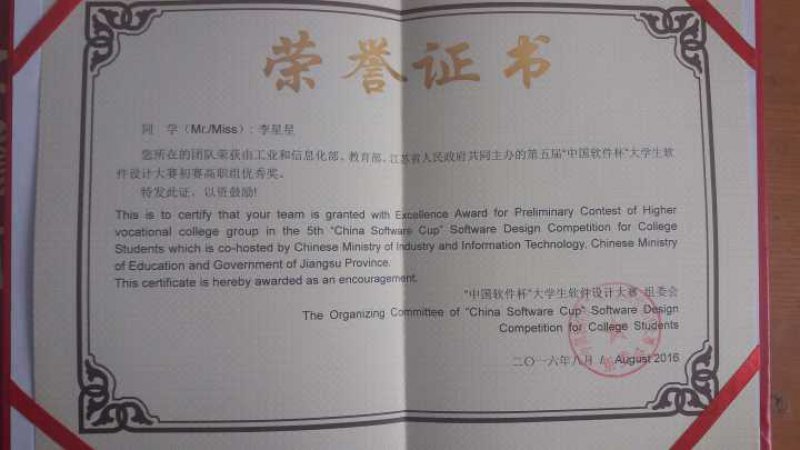 荣誉证书
同 学（Mr./Miss）：李星星
您所在的团队荣获由工业和信息化部、教育部、江苏省人民政府共同主办的第五届“中国软件杯”大学生软
件设计大赛初赛高职组优秀奖。
特发此证，以资鼓励！
This is to certify that your team is granted with Excellence Award for Preliminary Contest of Higher
vocational college group in the 5th “China Software Cup” Software Design Competition for College
Students which is co-hosted by Chinese Ministry of Industry and Information Technology, Chinese Ministry
of Education and Government of Jiangsu Province.
This certificate is hereby awarded as an encouragement.
“中国软件杯”大学生软件设计大赛 组委会
The Organizing Committee of “China Software Cup” Software Design
Competition for College Students
二〇一六年八月 / August 2016